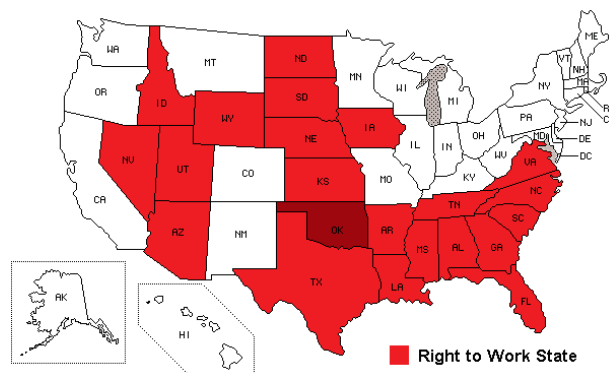 WA
MT
ND
MN
ME
VT
NH
OR
ID
SD
WI
MI
NY
MA
WY
IA
NE
PA
NJ
NV
UT
CO
KS
MO
IL
IN
OH
WV
MD
DE
DC
VA
KY
CA
AZ
NM
OK
AR
TN
NC
SC
MS
AL
GA
TX
LA
FL
AK
HI
R
C
Right to Work State